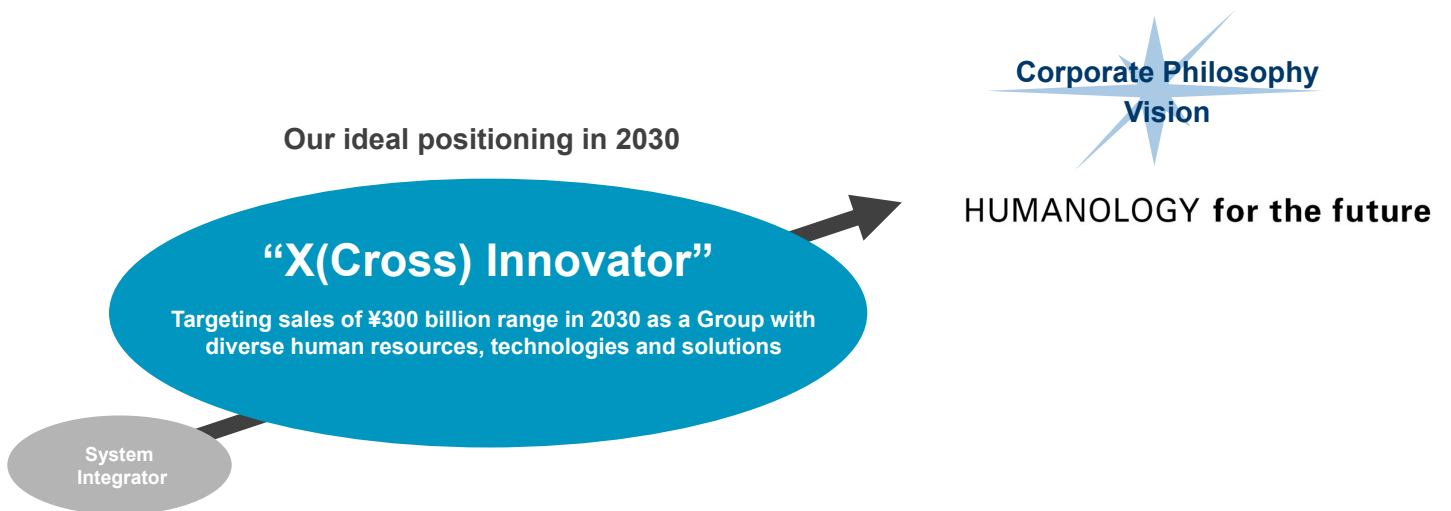 Corporate Philosophy
Vision
Our ideal positioning in 2030
HUMANOLOGY for the future
“X(Cross) Innovator”
Targeting sales of ¥300 billion range in 2030 as a Group with
diverse human resources, technologies and solutions
System
Integrator